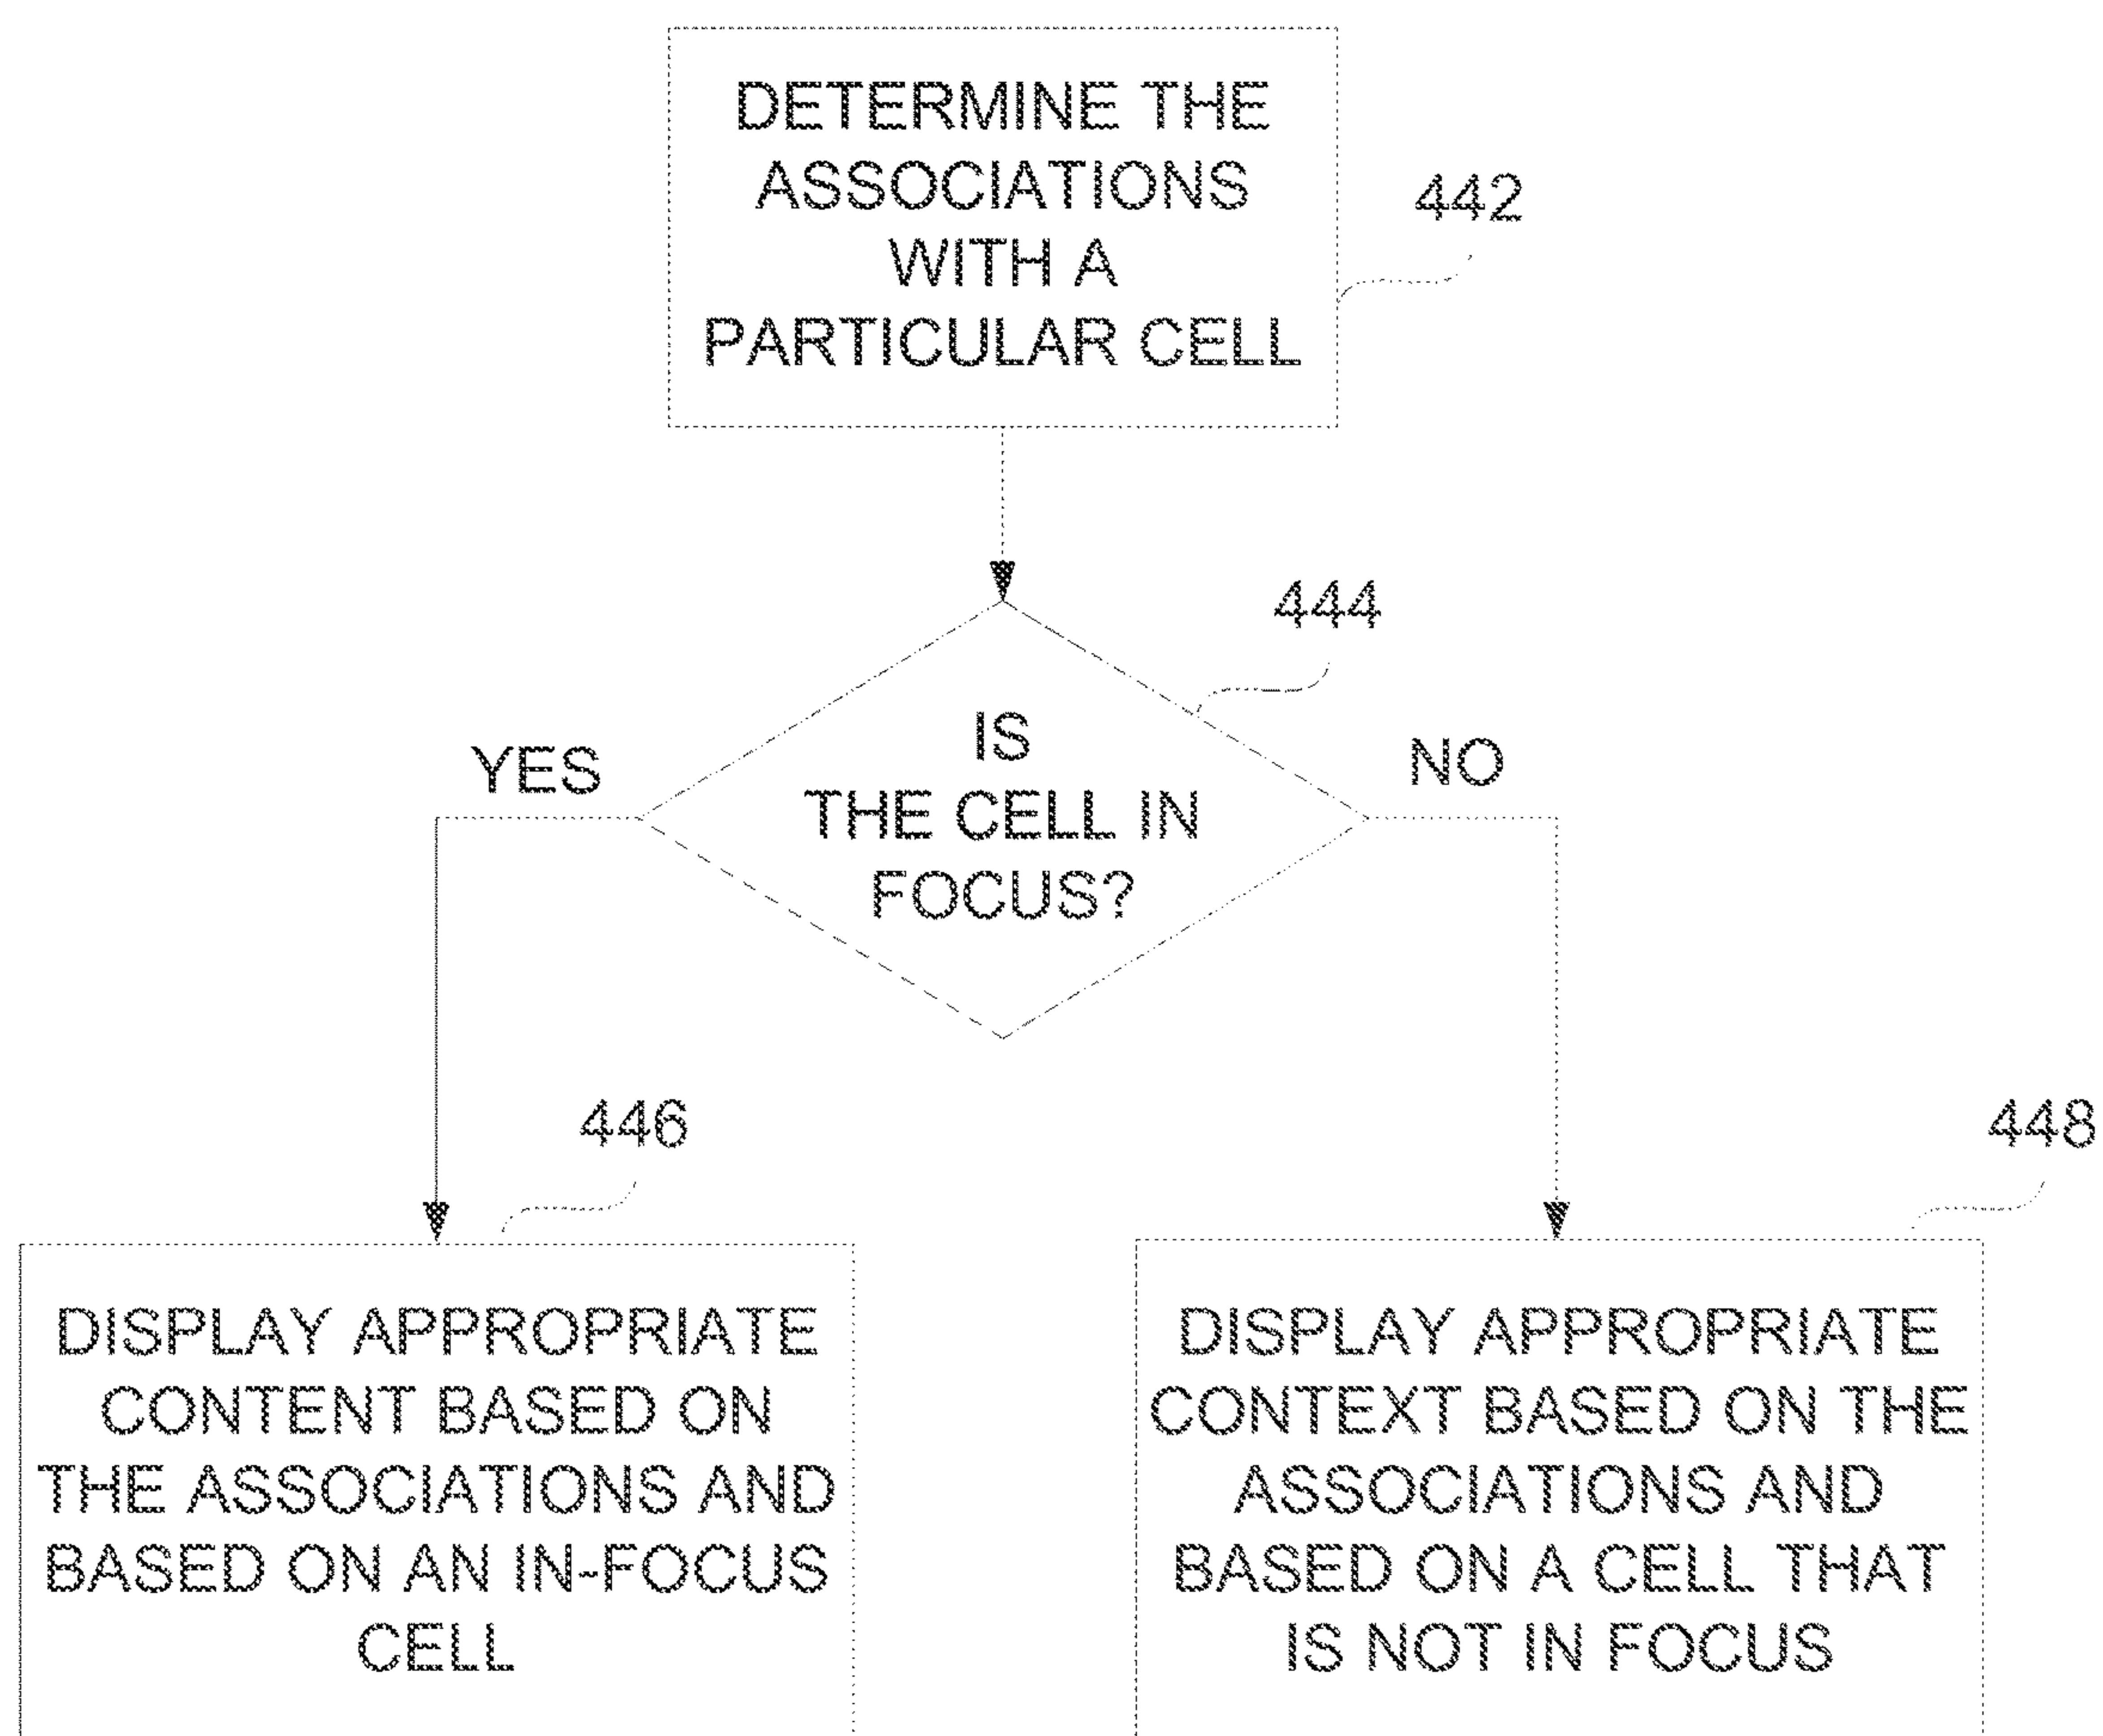 DETERMINE THE
ASSOCIATIONS
WITH A
PARTICULAR CELL
442
444
IS
THE CELL IN
FOCUS?
YES
NO
446
448
DISPLAY APPROPRIATE
CONTENT BASED ON
THE ASSOCIATIONS AND
BASED ON AN IN-FOCUS
CELL
DISPLAY APPROPRIATE
CONTEXT BASED ON THE
ASSOCIATIONS AND
BASED ON A CELL THAT
IS NOT IN FOCUS